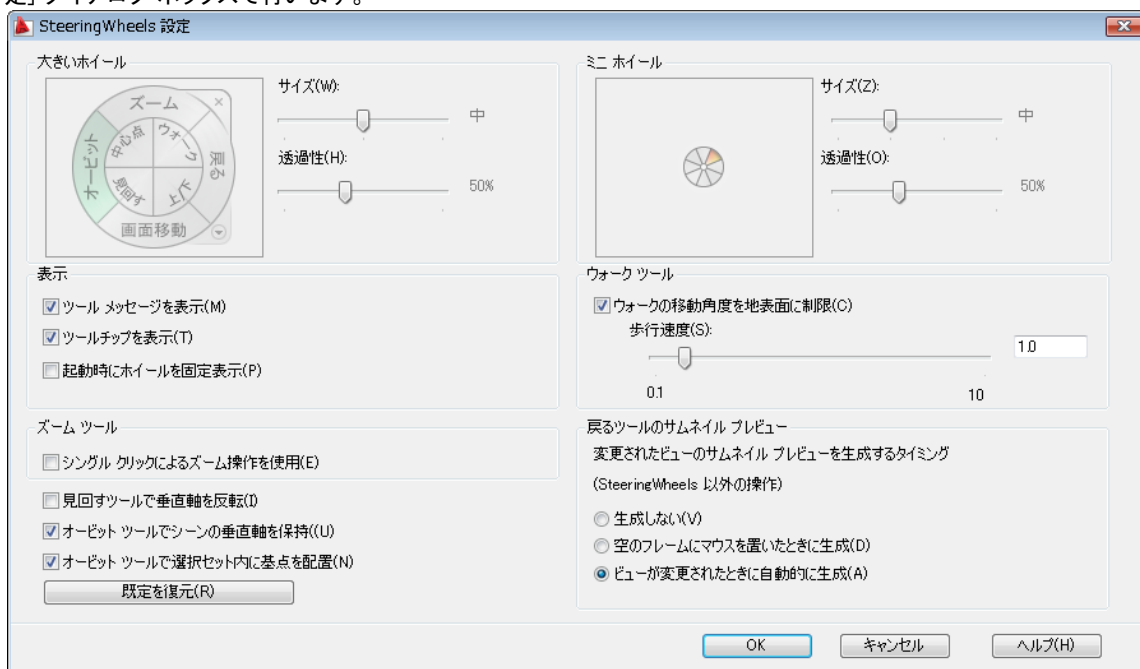 定] ダイアログ ボックスで行います。
SteeringWheels 設定
大きいホイール
ズーム
オービット
中心点
ウォーク
戻る
見回す
上/下
画面移動
サイズ(W):
中
透過性(H):
50%
ミニ ホイール
サイズ(Z):
中
透過性(O):
50%
表示
ツール メッセージを表示(M)
ツールチップを表示(T)
起動時にホイールを固定表示(P)
ウォーク ツール
ウォークの移動角度を地表面に制限(C)
歩行速度(S):
1.0
0.1
10
ズーム ツール
シングル クリックによるズーム操作を使用(E)
見回すツールで垂直軸を反転(I)
オービット ツールでシーンの垂直軸を保持((U)
オービット ツールで選択セット内に基点を配置(N)
既定を復元(R)
戻るツールのサムネイル プレビュー
変更されたビューのサムネイル プレビューを生成するタイミング
(SteeringWheels 以外の操作)
生成しない(V)
空のフレームにマウスを置いたときに生成(D)
ビューが変更されたときに自動的に生成(A)
OK
キャンセル
ヘルプ(H)